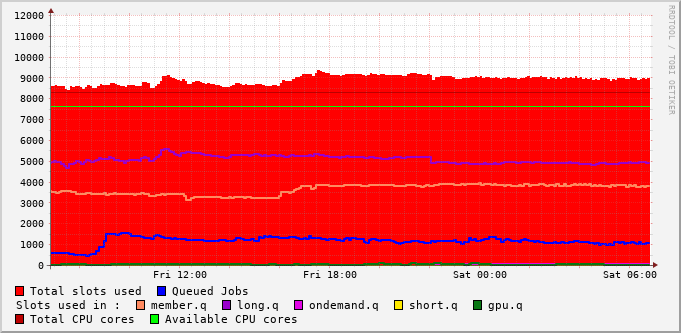 12000
11000
10000
9000
8000
7000
6000
5000
4000
3000
2000
1000
0
Fri 12:00 Fri 18:00 Sat 00:00 Sat 06:00
Total slots used Queued Jobs
Slots used in : member.q long.q ondemand.q short.q gpu.q
Total CPU cores Available CPU cores
RRDTOOL / TOBI OETIKER